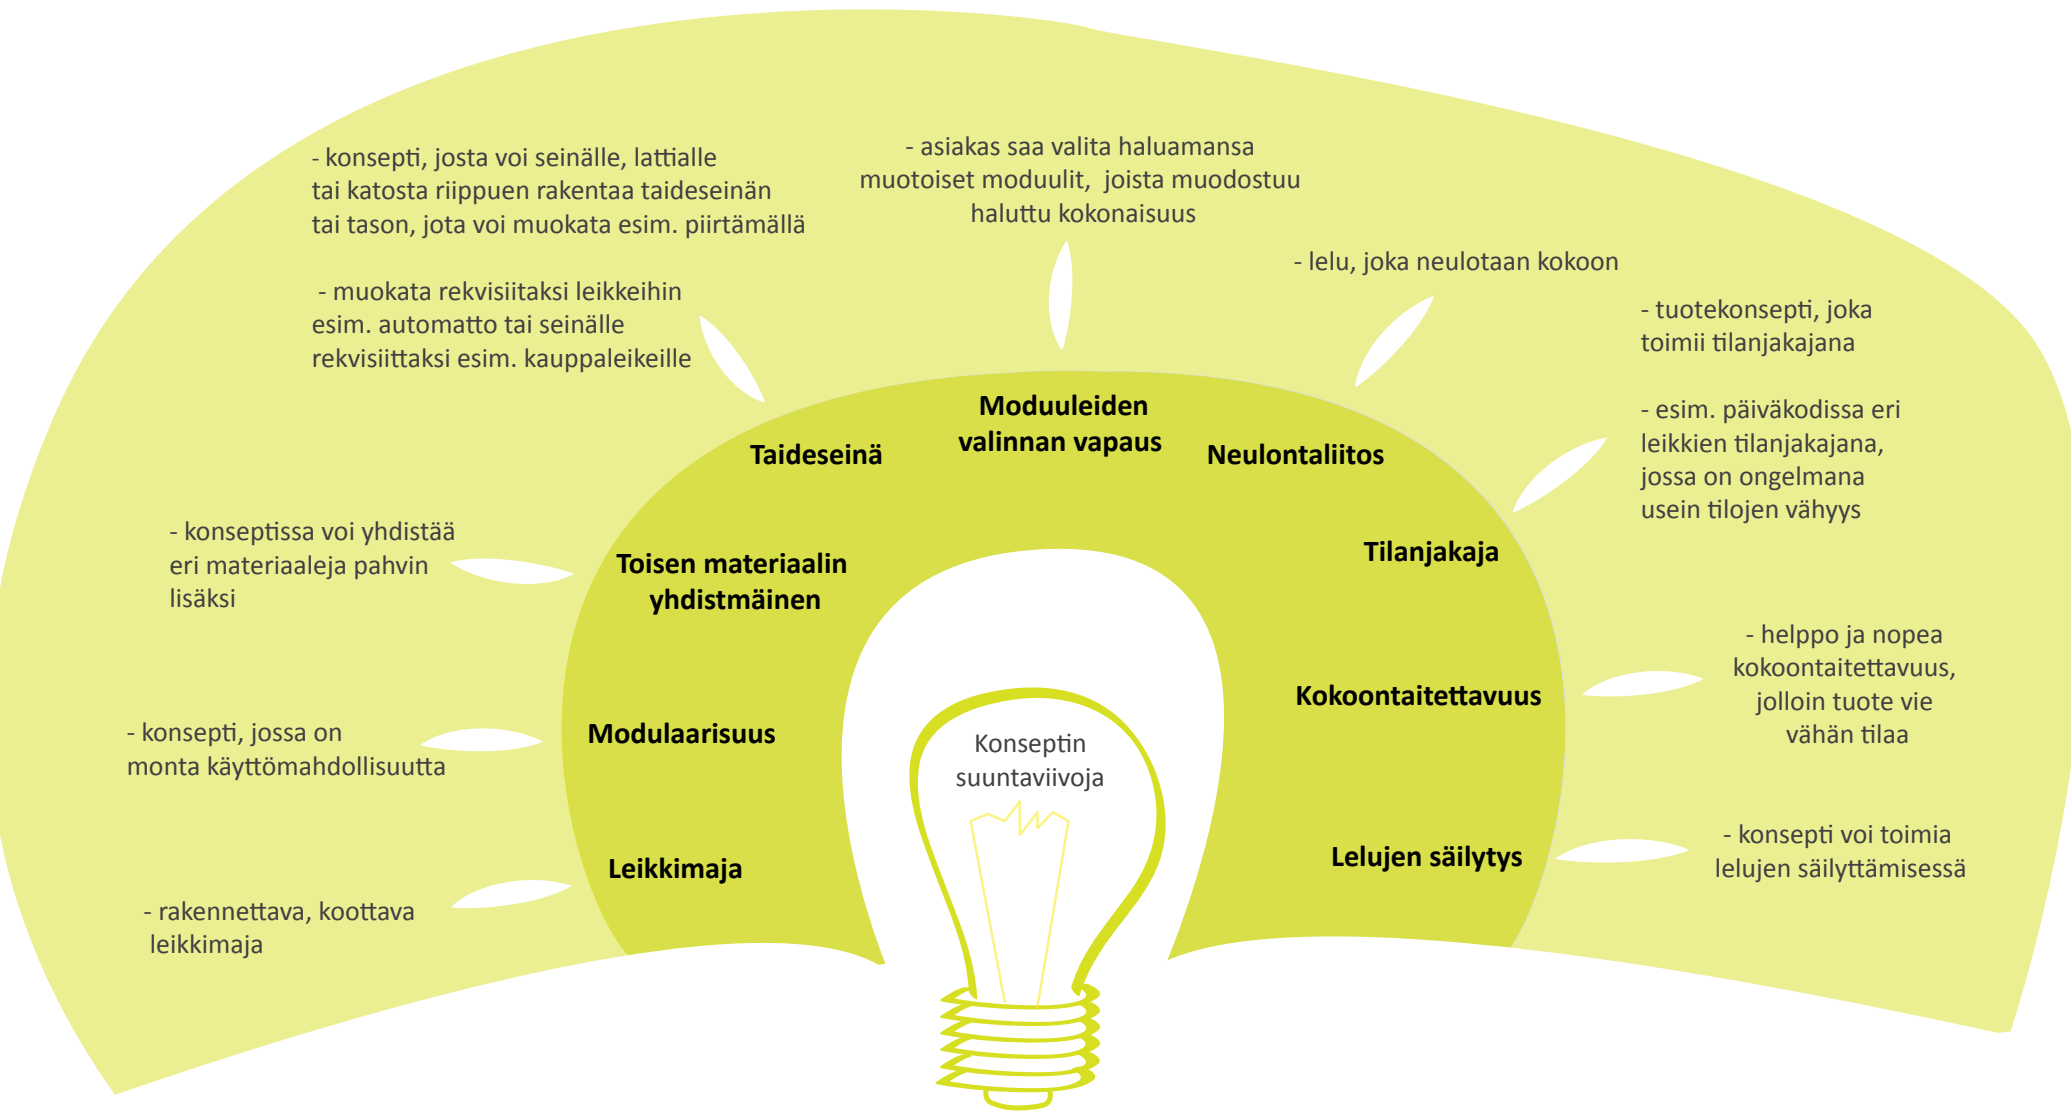 - konsepti, josta voi seinälle, lattialle
tai katosta riippuen rakentaa taideseinän
tai tason, jota voi muokata esim. piirtämällä
- muokata rekvisiitaksi leikkeihin
esim. automatto tai seinälle
rekvisiittaksi esim. kauppaleikeille
- asiakas saa valita haluamansa
muotoiset moduulit, joista muodostuu
haluttu kokonaisuus
- lelu, joka neulotaan kokoon
- tuotekonsepti, joka
toimii tilanjakajana
- esim. päiväkodissa eri
leikkien tilanjakajana,
jossa on ongelmana
usein tilojen vähyys
Taideseinä
Moduuleiden
valinnan vapaus
Neulontaliitos
- konseptissa voi yhdistää
eri materiaaleja pahvin
lisäksi
Toisen materiaalin
yhdistmäinen
Tilanjakaja
- helppo ja nopea
kokoontaitettavuus,
jolloin tuote vie
vähän tilaa
Kokoontaitettavuus
- konsepti, jossa on
monta käyttömahdollisuutta
Modulaarisuus
Konseptin
suuntaviivoja
Leikkimaja
Lelujen säilytys
- konsepti voi toimia
lelujen säilyttämisessä
- rakennettava, koottava
leikkimaja